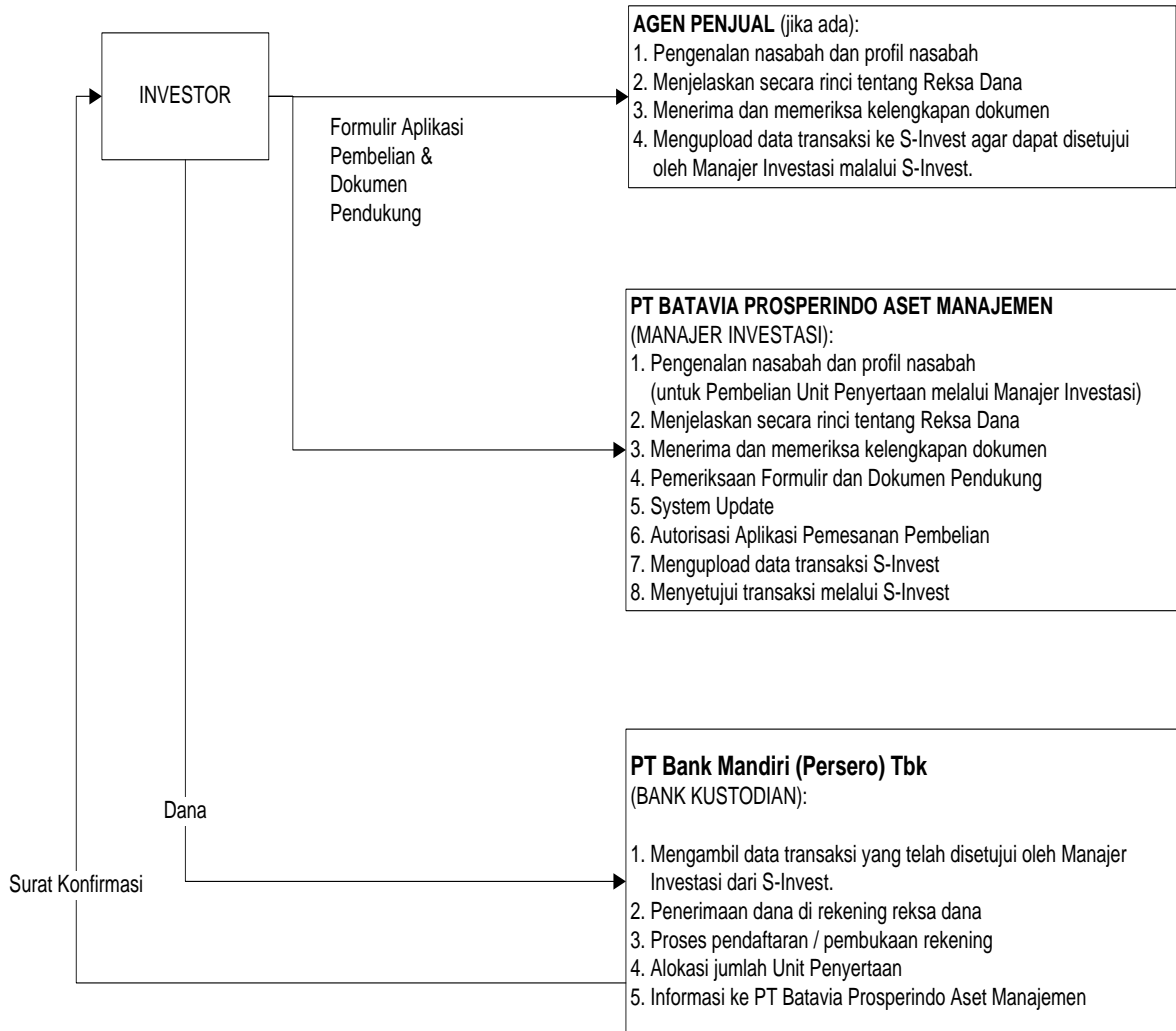 INVESTOR
Formulir Aplikasi
Pembelian &
Dokumen
Pendukung
AGEN PENJUAL (jika ada):
1. Pengenalan nasabah dan profil nasabah
2. Menjelaskan secara rinci tentang Reksa Dana
3. Menerima dan memeriksa kelengkapan dokumen
4. Mengupload data transaksi ke S-Invest agar dapat disetujui
oleh Manajer Investasi malalui S-Invest.
PT BATAVIA PROSPERINDO ASET MANAJEMEN
(MANAJER INVESTASI):
1. Pengenalan nasabah dan profil nasabah
(untuk Pembelian Unit Penyertaan melalui Manajer Investasi)
2. Menjelaskan secara rinci tentang Reksa Dana
3. Menerima dan memeriksa kelengkapan dokumen
4. Pemeriksaan Formulir dan Dokumen Pendukung
5. System Update
6. Autorisasi Aplikasi Pemesanan Pembelian
7. Mengupload data transaksi S-Invest
8. Menyetujui transaksi melalui S-Invest
Dana
Surat Konfirmasi
PT Bank Mandiri (Persero) Tbk
(BANK KUSTODIAN):
1. Mengambil data transaksi yang telah disetujui oleh Manajer
Investasi dari S-Invest.
2. Penerimaan dana di rekening reksa dana
3. Proses pendaftaran / pembukaan rekening
4. Alokasi jumlah Unit Penyertaan
5. Informasi ke PT Batavia Prosperindo Aset Manajemen